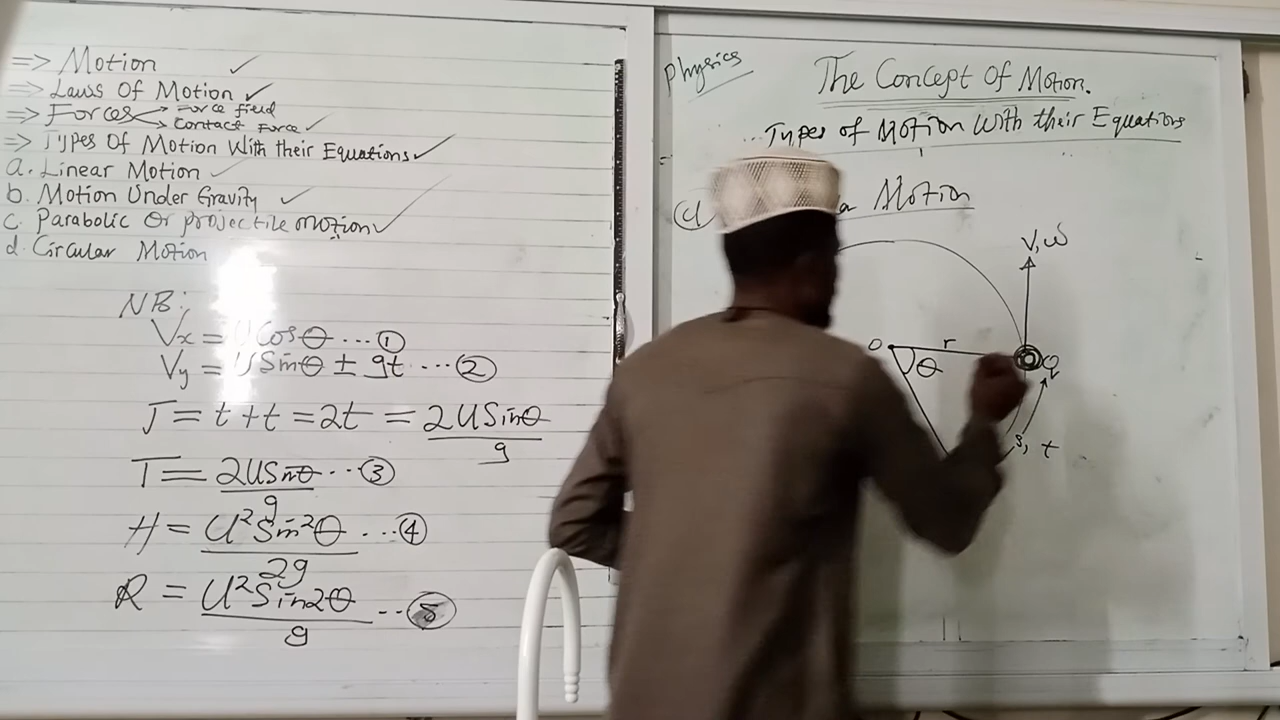 => Motion ✓
=> Laws Of Motion ✓
=> Forces → Force field
→ Contact Force ✓
=> Types Of Motion With their Equations ✓
a. Linear Motion ✓
b. Motion Under Gravity ✓
c. Parabolic Or projectile motion ✓
d. Circular Motion
NB:
Vx = UCosθ ... ①
Vy = USinθ ± gt ... ②
T = t + t = 2t = 2USinθ/g
T = 2USinθ/g ... ③
H = U²Sin²θ/2g ... ④
R = U²Sin2θ/g ... ⑤
Physics
The Concept Of Motion.
Types of Motion With their Equations
(d) Motion
V, ω
O r Q
θ
S, t